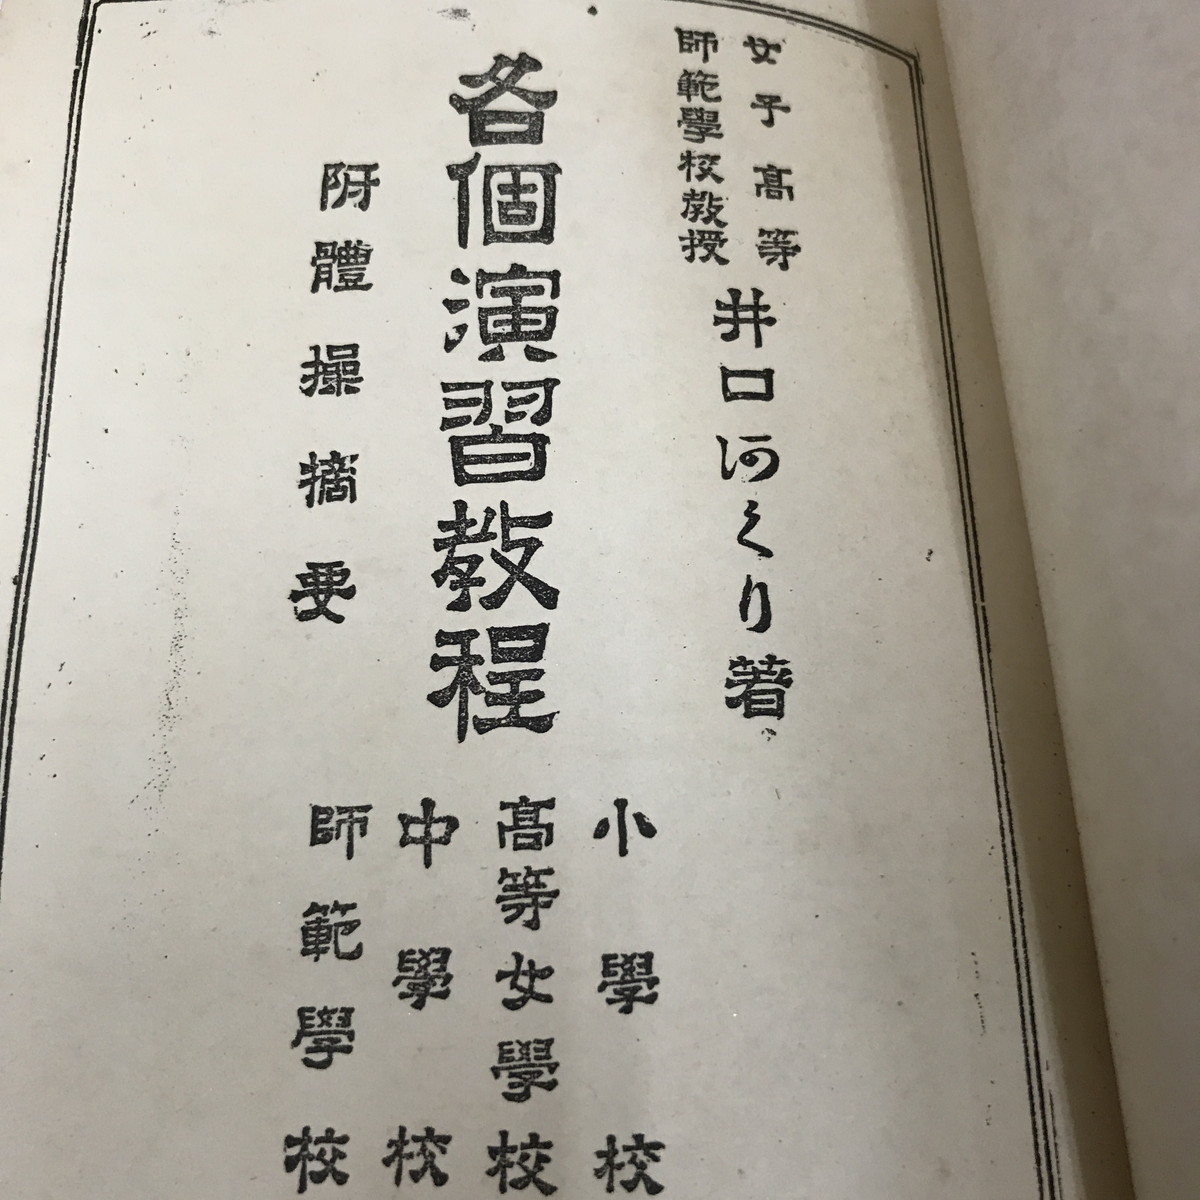 女子高等
師範學校教授
井口阿くり著
各個演習教程
附體操摘要
小學校
高等女學校
中學校
師範學校